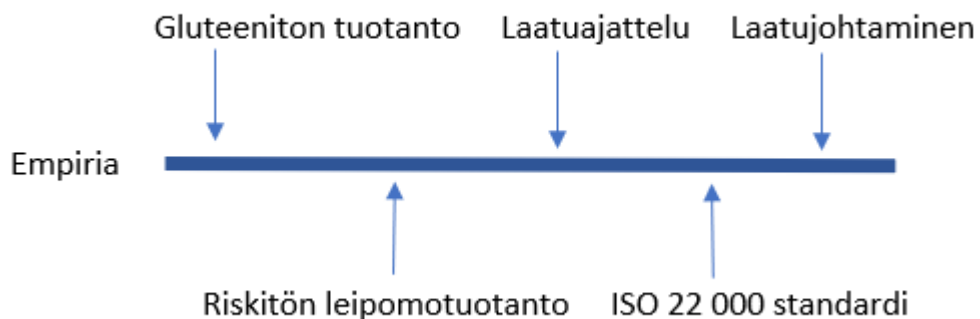 Gluteeniton tuotanto Laatuajattelu Laatujohtaminen
Empiria
Riskitön leipomotuotanto ISO 22 000 standardi